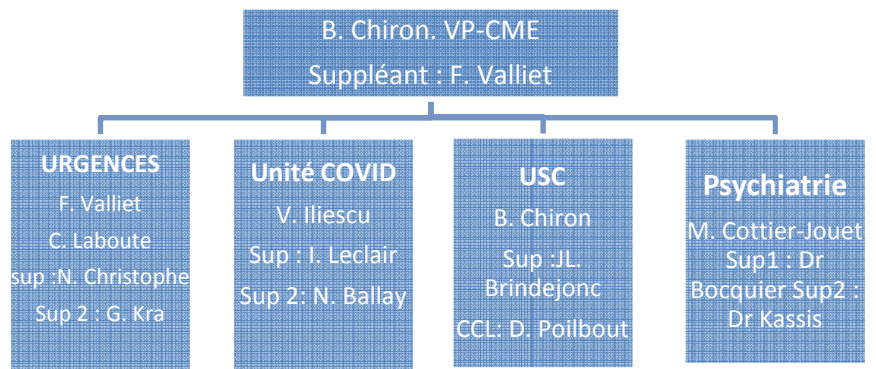 B. Chiron. VP-CME
Suppléant : F. Valliet
URGENCES
F. Valliet
C. Laboute
sup :N. Christophe
Sup 2 : G. Kra
Unité COVID
V. Iliescu
Sup : I. Leclair
Sup 2: N. Ballay
USC
B. Chiron
Sup :JL.
Brindejonc
CCL: D. Poilbout
Psychiatrie
M. Cottier-Jouet
Sup1 : Dr
Bocquier Sup2 :
Dr Kassis